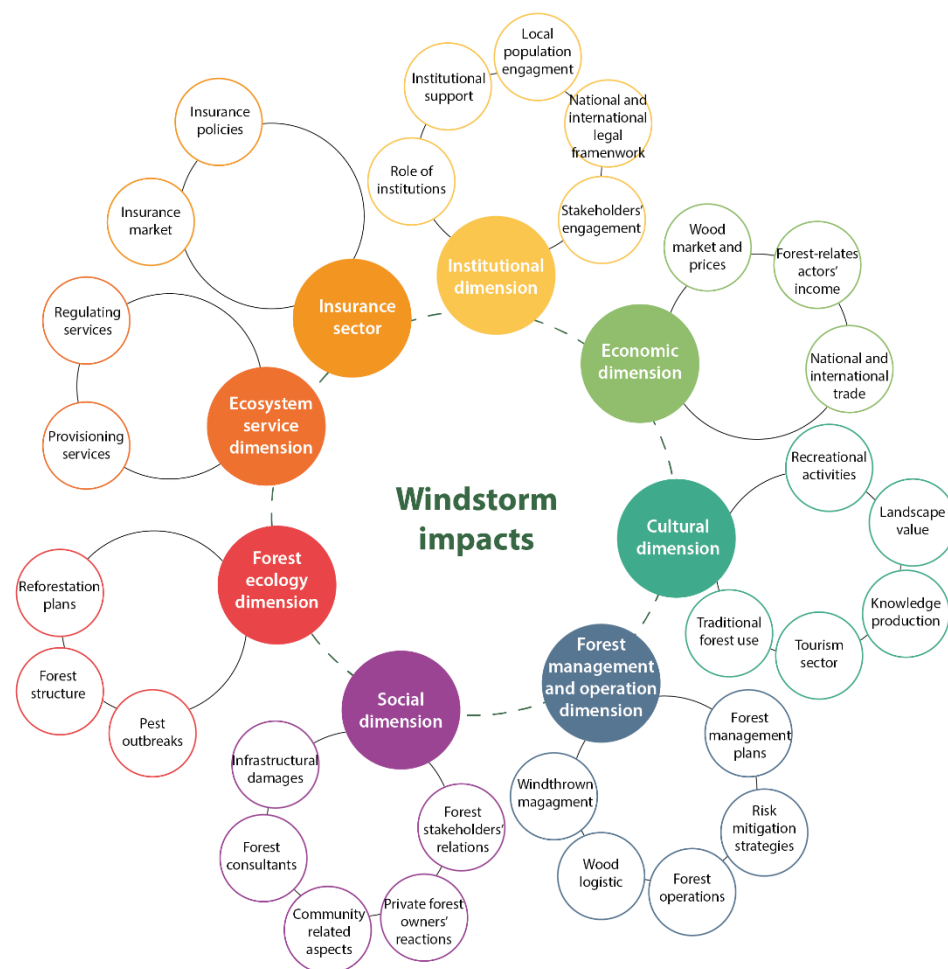 Windstorm
impacts
Institutional
dimension
Role of
institutions
Institutional
support
Local
population
engagment
National and
international
legal
framenwork
Stakeholders'
engagement
Economic
dimension
Wood
market and
prices
Forest-relates
actors'
income
National and
international
trade
Cultural
dimension
Recreational
activities
Landscape
value
Knowledge
production
Tourism
sector
Traditional
forest use
Forest
management
and operation
dimension
Forest
management
plans
Risk
mitigation
strategies
Forest
operations
Wood
logistic
Windthrown
magagment
Social
dimension
Forest
stakeholders'
relations
Private forest
owners'
reactions
Community
related
aspects
Forest
consultants
Infrastructural
damages
Forest
ecology
dimension
Pest
outbreaks
Forest
structure
Reforestation
plans
Ecosystem
service
dimension
Provisioning
services
Regulating
services
Insurance
sector
Insurance
market
Insurance
policies